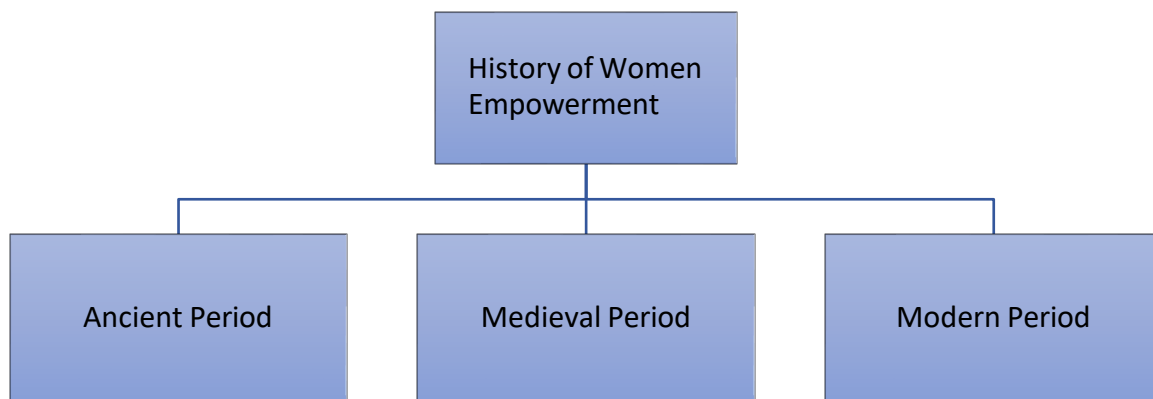 History of Women
Empowerment
Ancient Period
Medieval Period
Modern Period